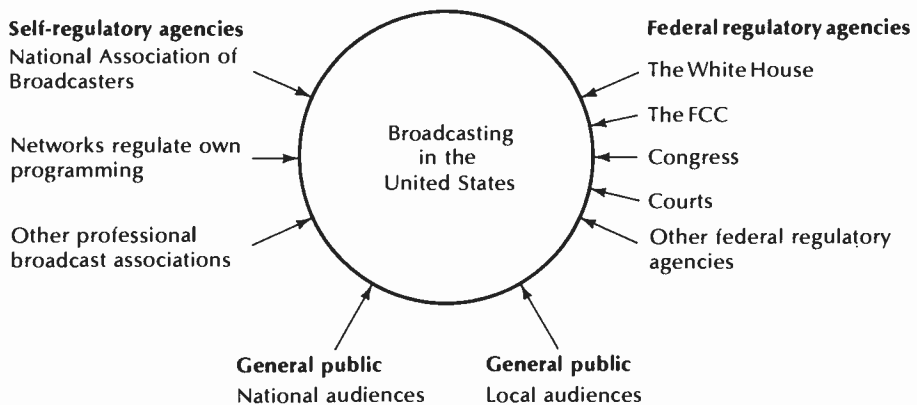 Self-regulatory agencies
National Association of
Broadcasters
Networks regulate own
programming
Other professional
broadcast associations
Broadcasting
in the
United States
Federal regulatory agencies
The White House
The FCC
Congress
Courts
Other federal regulatory
agencies
General public
National audiences
General public
Local audiences